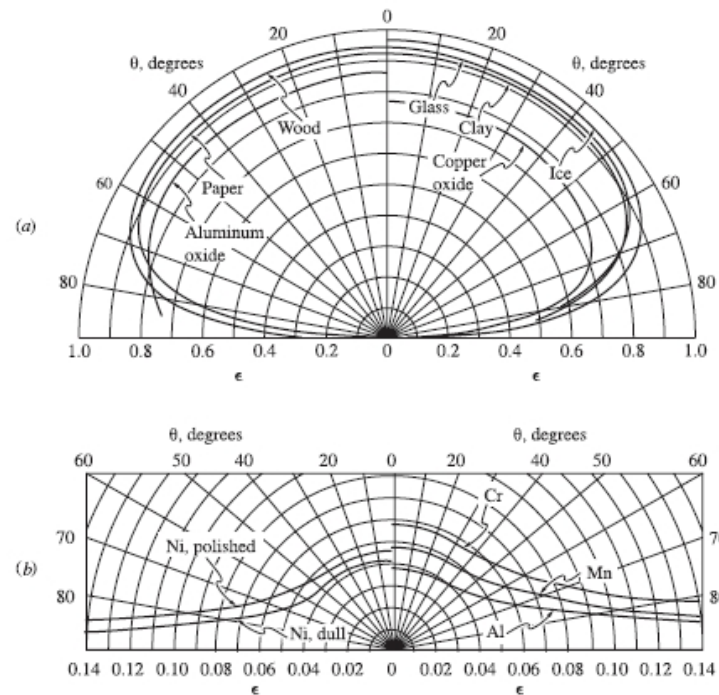 0
20 20
θ, degrees θ, degrees
40 40
Glass
Wood Clay
Copper
oxide
Ice
60 Paper 60
(a)
Aluminum
oxide
80 80
1.0 0.8 0.6 0.4 0.2 0 0.2 0.4 0.6 0.8 1.0
ϵ ϵ
θ, degrees θ, degrees
60 50 40 20 0 20 40 50 60
Cr
70 7
Ni, polished
(b)
Mn
80 8
Ni, dull Al
0.14 0.12 0.10 0.08 0.06 0.04 0.02 0 0.02 0.04 0.06 0.08 0.10 0.12 0.14
ϵ ϵ